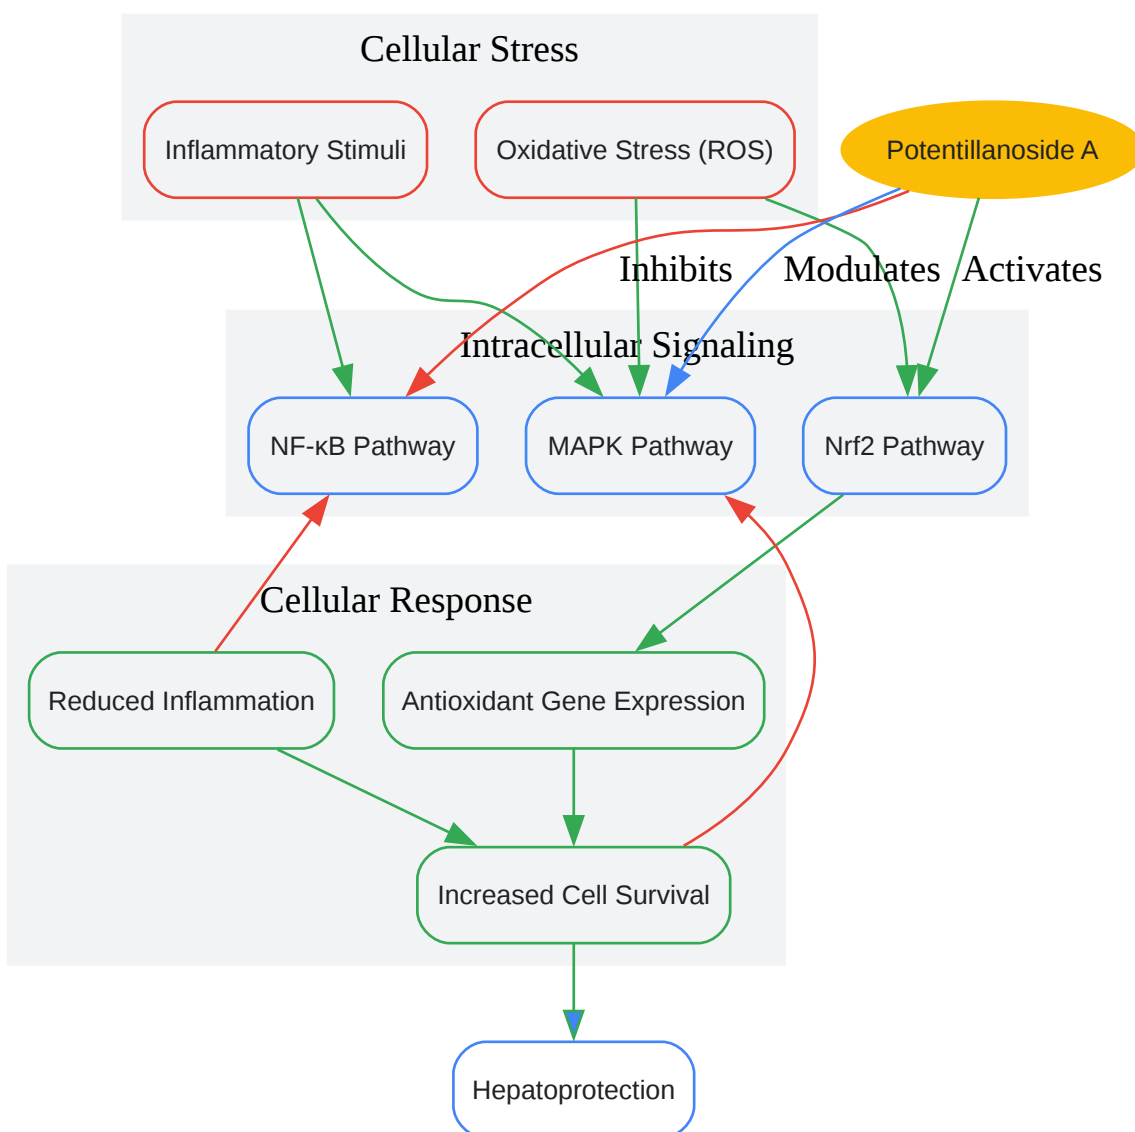 Cellular Stress
Inflammatory Stimuli
Oxidative Stress (ROS)
Potentillanoside A
Inhibits
Modulates
Activates
Intracellular Signaling
NF-κB Pathway
MAPK Pathway
Nrf2 Pathway
Cellular Response
Reduced Inflammation
Antioxidant Gene Expression
Increased Cell Survival
Hepatoprotection